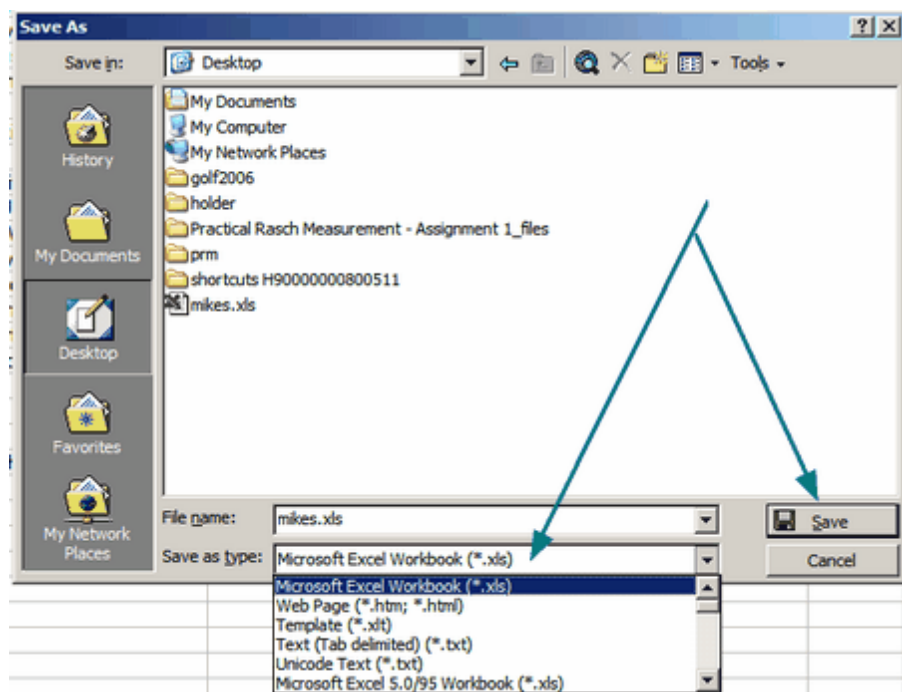 Save As
Save in:
Desktop
Tools
History
My Documents
Desktop
Favorites
My Network
Places
My Documents
My Computer
My Network Places
golf2006
holder
Practical Rasch Measurement - Assignment 1_files
prm
shortcuts H90000000800511
mikes.xls
File name:
mikes.xls
Save
Save as type:
Microsoft Excel Workbook (*.xls)
Cancel
Microsoft Excel Workbook (*.xls)
Web Page (*.htm; *.html)
Template (*.xlt)
Text (Tab delimited) (*.txt)
Unicode Text (*.txt)
Microsoft Excel 5.0/95 Workbook (*.xls)